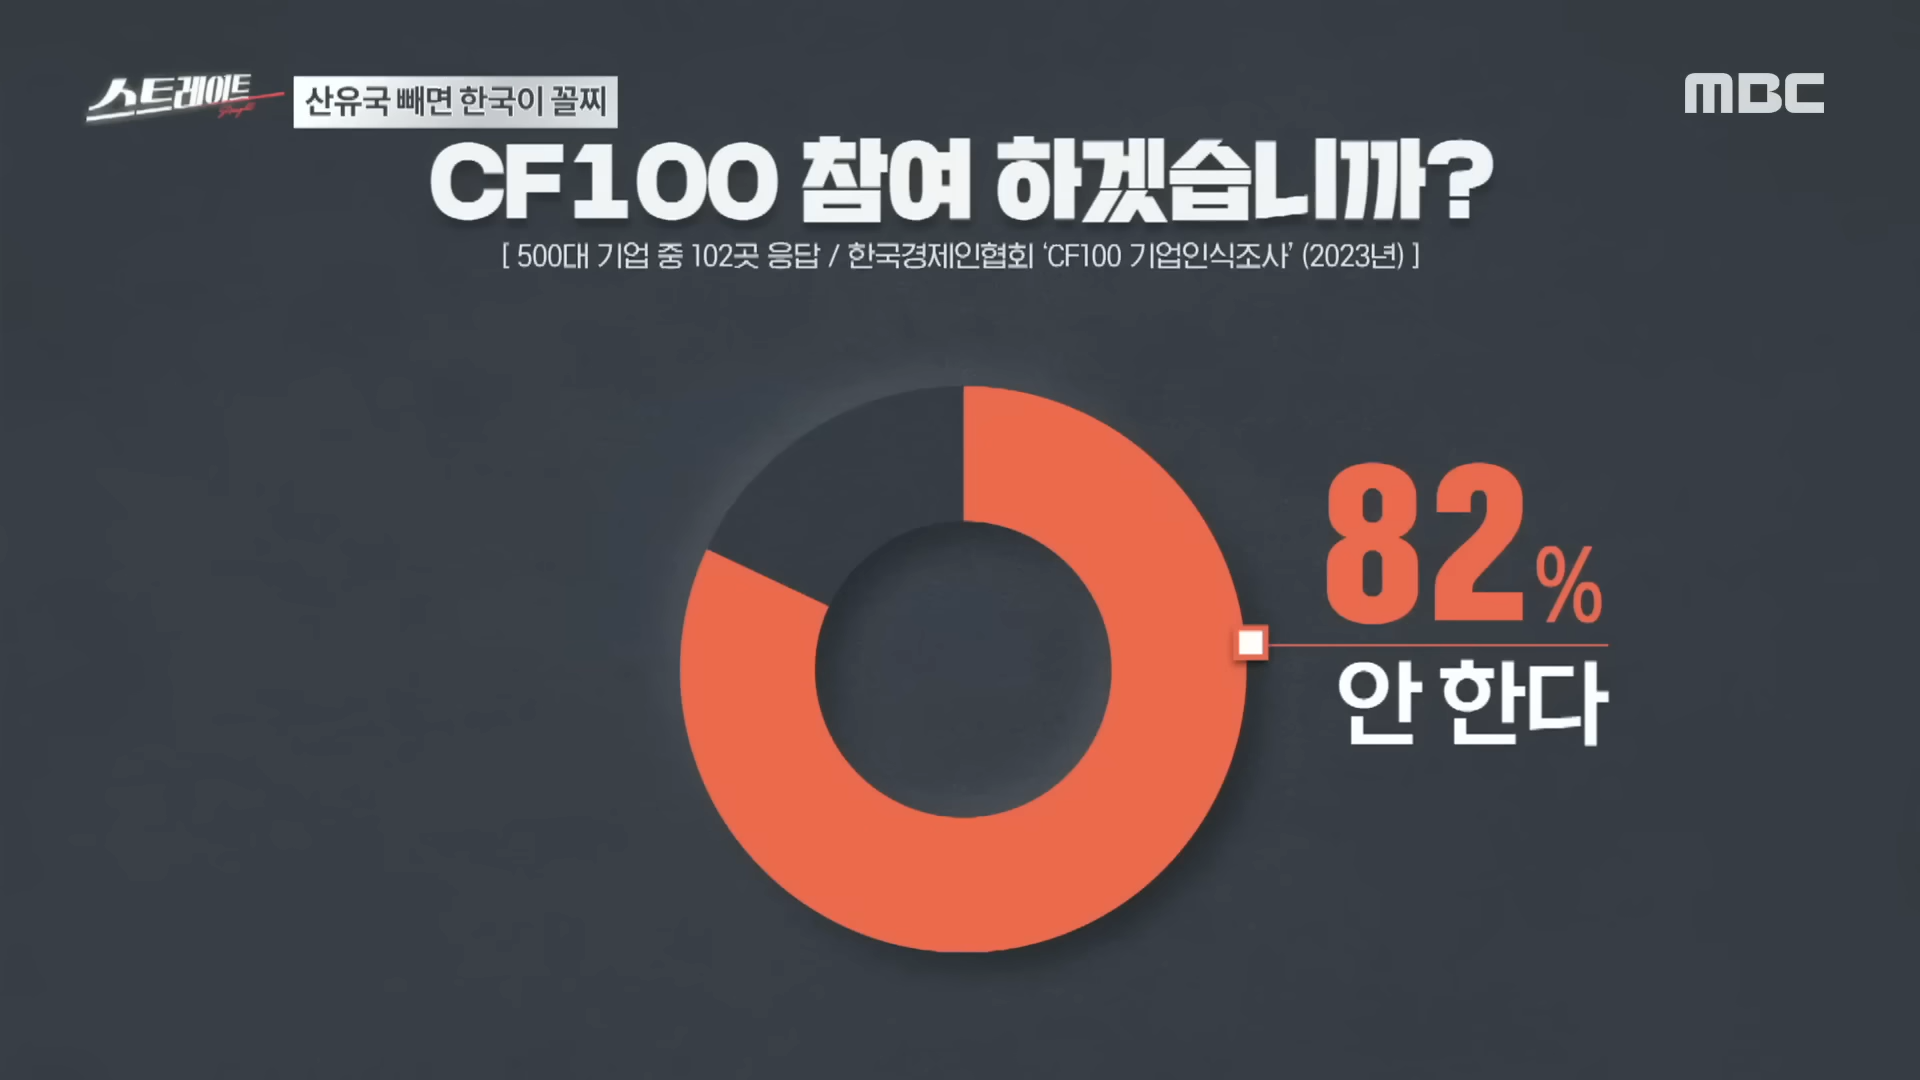 스트레이트
산유국 빼면 한국이 꼴찌
MBC
CF100 참여 하겠습니까?
[ 500대 기업 중 102곳 응답 / 한국경제인협회 ‘CF100 기업인식조사’ (2023년) ]
82%
안 한다